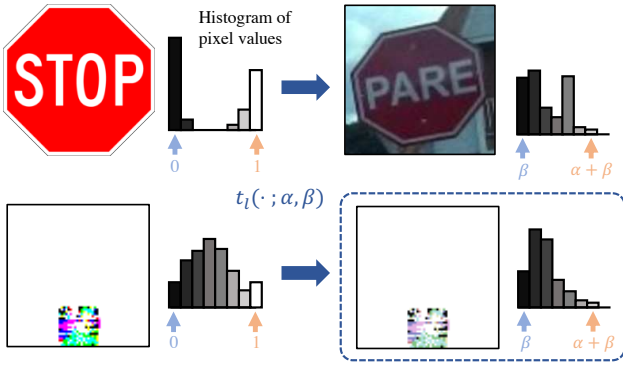 STOP
Histogram of
pixel values
0
1
PARE
β
α + β
t_l(· ; α, β)
0
1
β
α + β